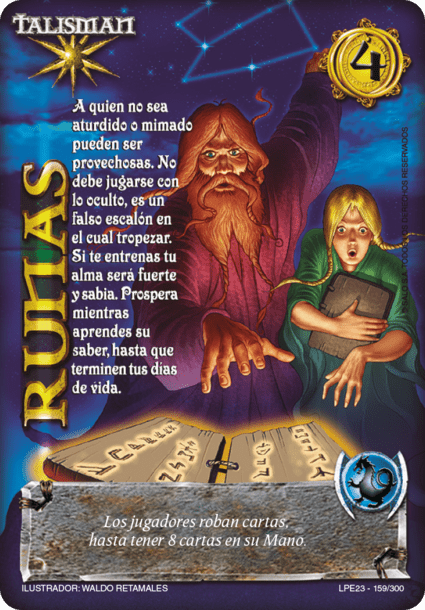 TALISMAN
4
A quien no sea
aturdido o mimado
pueden ser
provechosas. No
debe jugarse con
lo oculto, es un
falso escalón en
el cual tropezar.
Si te entrenas tu
alma será fuerte
y sabia. Prospera
mientras
aprendes su
saber, hasta que
terminen tus días
de vida.
RUNAS
DERECHOS RESERVADOS
Los jugadores roban cartas,
hasta tener 8 cartas en su Mano.
ILUSTRADOR: WALDO RETAMALES
LPE23 - 159/300